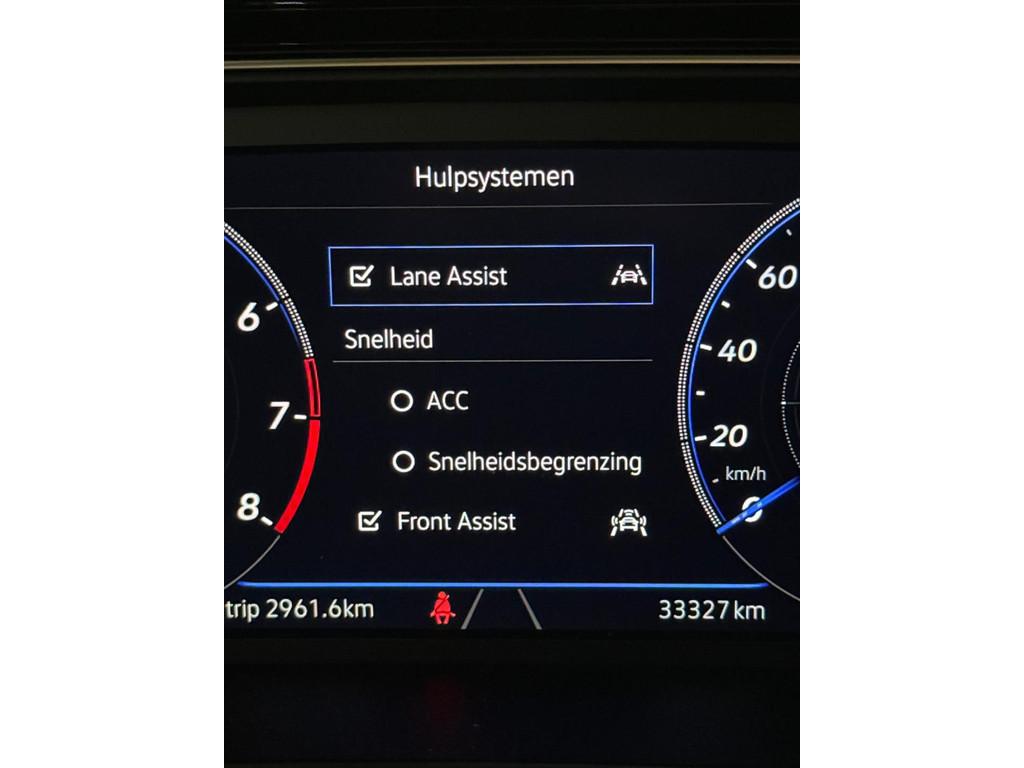 Hulpsystemen
Lane Assist
Snelheid
ACC
Snelheidsbegrenzing
Front Assist
6
7
8
60
40
20
km/h
0
trip 2961.6km
33327 km